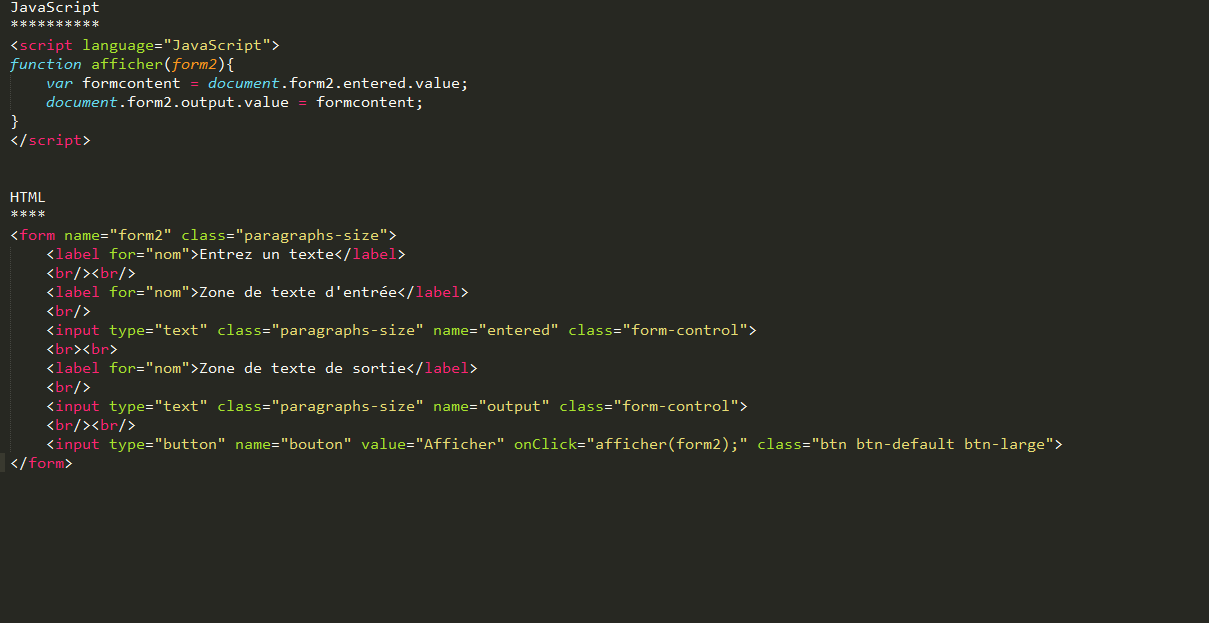 JavaScript
**********
<script language="JavaScript">
function afficher(form2){
    var formcontent = document.form2.entered.value;
    document.form2.output.value = formcontent;
}
</script>
HTML
****
<form name="form2" class="paragraphs-size">
    <label for="nom">Entrez un texte</label>
    <br/><br/>
    <label for="nom">Zone de texte d'entrée</label>
    <br/>
    <input type="text" class="paragraphs-size" name="entered" class="form-control">
    <br><br>
    <label for="nom">Zone de texte de sortie</label>
    <br/>
    <input type="text" class="paragraphs-size" name="output" class="form-control">
    <br/><br/>
    <input type="button" name="bouton" value="Afficher" onClick="afficher(form2);" class="btn btn-default btn-large">
</form>